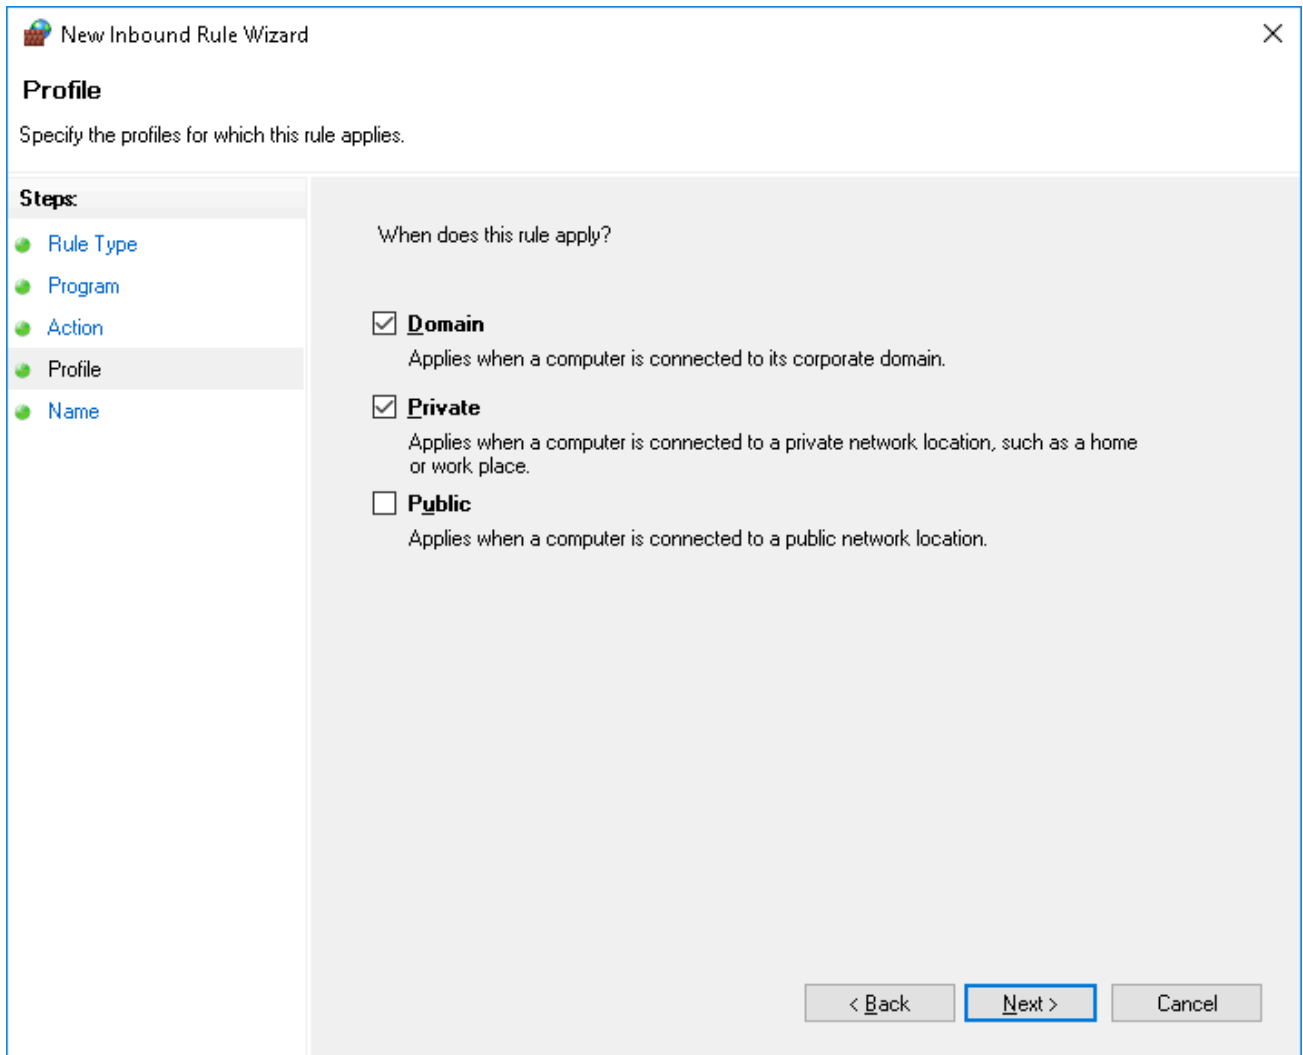 New Inbound Rule Wizard
Profile
Specify the profiles for which this rule applies.
Steps:
Rule Type
Program
Action
Profile
Name
When does this rule apply?
Domain
Applies when a computer is connected to its corporate domain.
Private
Applies when a computer is connected to a private network location, such as a home
or work place.
Public
Applies when a computer is connected to a public network location.
< Back
Next >
Cancel